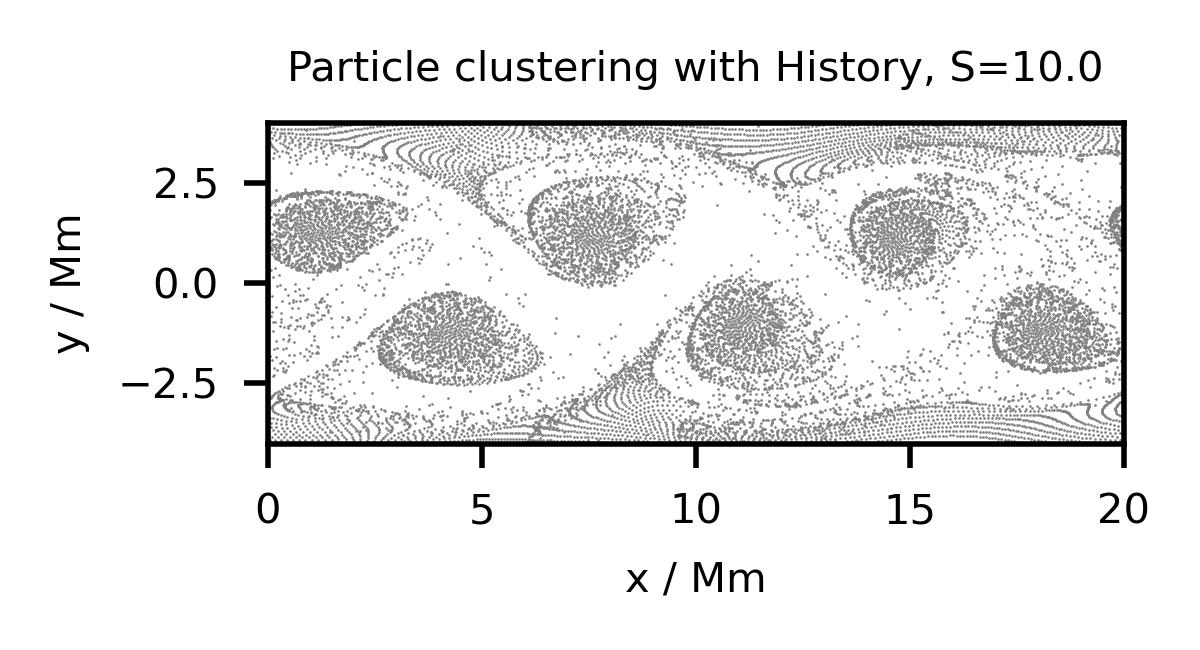 Particle clustering with History, S=10.0
2.5
0.0
−2.5
y / Mm
0 5 10 15 20
x / Mm